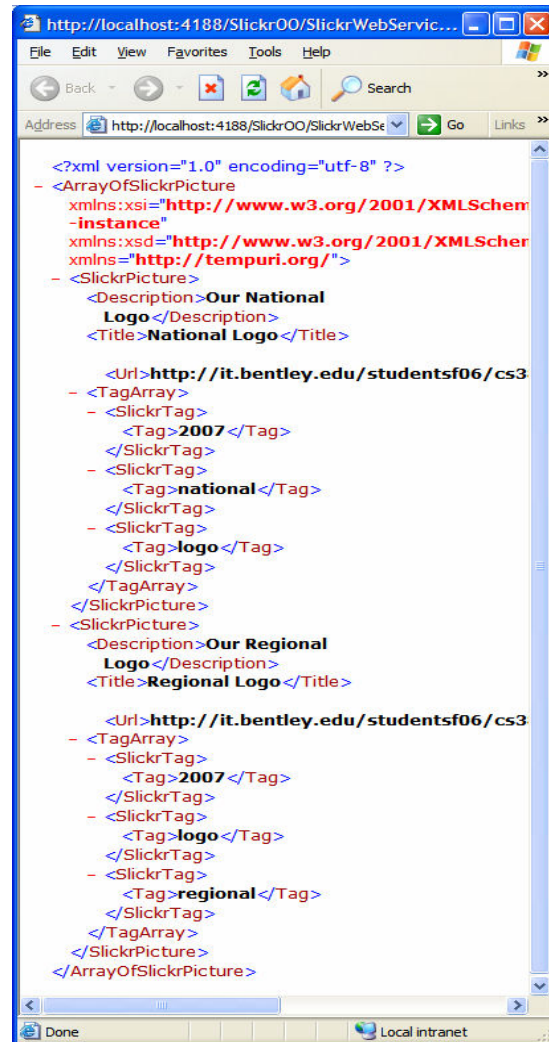 http://localhost:4188/SlickrOO/SlickrWebServic...
File Edit View Favorites Tools Help
Back Search »
Address http://localhost:4188/SlickrOO/SlickrWebSe Go Links »
<?xml version="1.0" encoding="utf-8" ?>
- <ArrayOfSlickrPicture
xmlns:xsi="http://www.w3.org/2001/XMLSchem
-instance"
xmlns:xsd="http://www.w3.org/2001/XMLSchem
xmlns="http://tempuri.org/">
- <SlickrPicture>
<Description>Our National
Logo</Description>
<Title>National Logo</Title>
<Url>http://it.bentley.edu/studentsf06/cs3
- <TagArray>
- <SlickrTag>
<Tag>2007</Tag>
</SlickrTag>
- <SlickrTag>
<Tag>national</Tag>
</SlickrTag>
- <SlickrTag>
<Tag>logo</Tag>
</SlickrTag>
</TagArray>
</SlickrPicture>
- <SlickrPicture>
<Description>Our Regional
Logo</Description>
<Title>Regional Logo</Title>
<Url>http://it.bentley.edu/studentsf06/cs3
- <TagArray>
- <SlickrTag>
<Tag>2007</Tag>
</SlickrTag>
- <SlickrTag>
<Tag>logo</Tag>
</SlickrTag>
- <SlickrTag>
<Tag>regional</Tag>
</SlickrTag>
</TagArray>
</SlickrPicture>
</ArrayOfSlickrPicture>
Done Local intranet